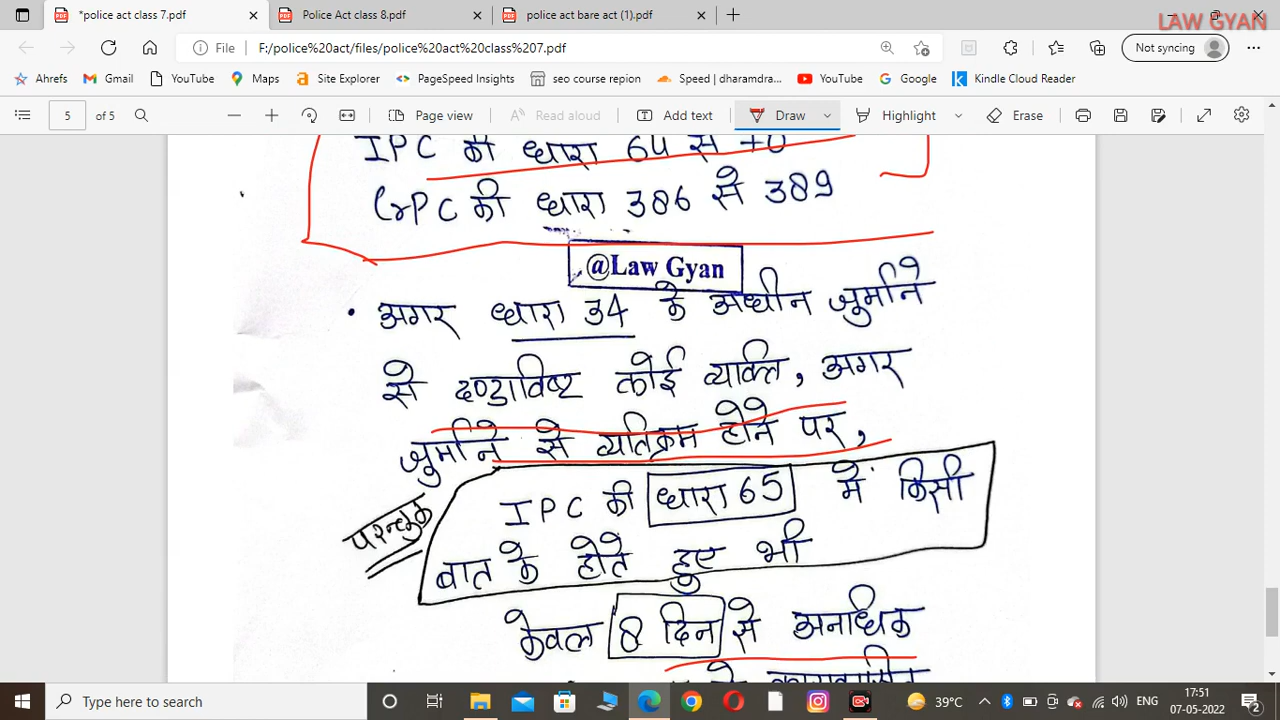 LAW GYAN
*police act class 7.pdf
Police Act class 8.pdf
police act bare act (1).pdf
File
F:/police%20act/files/police%20act%20class%207.pdf
Not syncing
Ahrefs
Gmail
YouTube
Maps
Site Explorer
PageSpeed Insights
seo course repion
Speed | dharamdra...
YouTube
Google
Kindle Cloud Reader
5 of 5
Page view
Read aloud
Add text
Draw
Highlight
Erase
IPC की धारा 64 से 70
CrPC की धारा 386 से 389
@Law Gyan
• अगर धारा 34 के अधीन जुर्माने
से दण्डाविष्ट कोई व्यक्ति, अगर
जुर्माने से व्यतिक्रम होने पर,
परन्तुक
IPC की धारा 65 में किसी
बात के होते हुए भी
केवल 8 दिन से अनधिक
Type here to search
39°C
ENG
17:51
07-05-2022
2